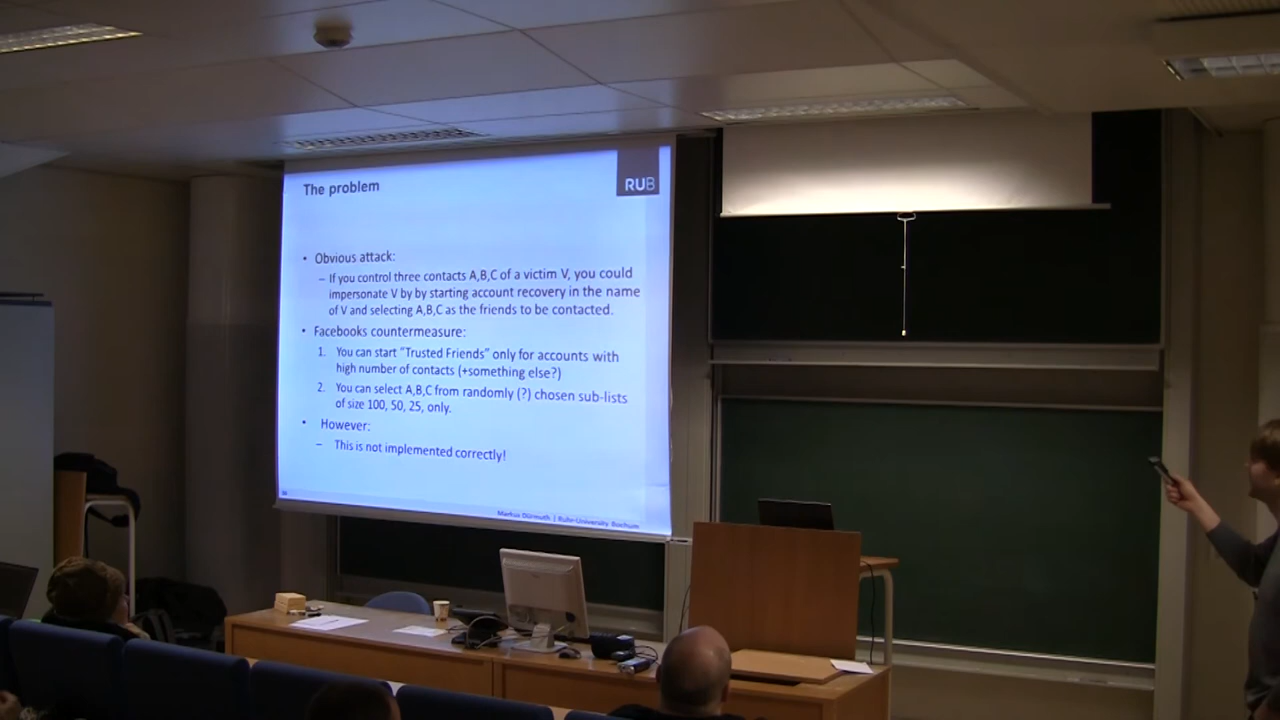 The problem
RUB
• Obvious attack:
– If you control three contacts A,B,C of a victim V, you could
impersonate V by by starting account recovery in the name
of V and selecting A,B,C as the friends to be contacted.
• Facebooks countermeasure:
1. You can start “Trusted Friends” only for accounts with
high number of contacts (+something else?)
2. You can select A,B,C from randomly (?) chosen sub-lists
of size 100, 50, 25, only.
• However:
– This is not implemented correctly!
Markus Dürmuth | Ruhr-University Bochum